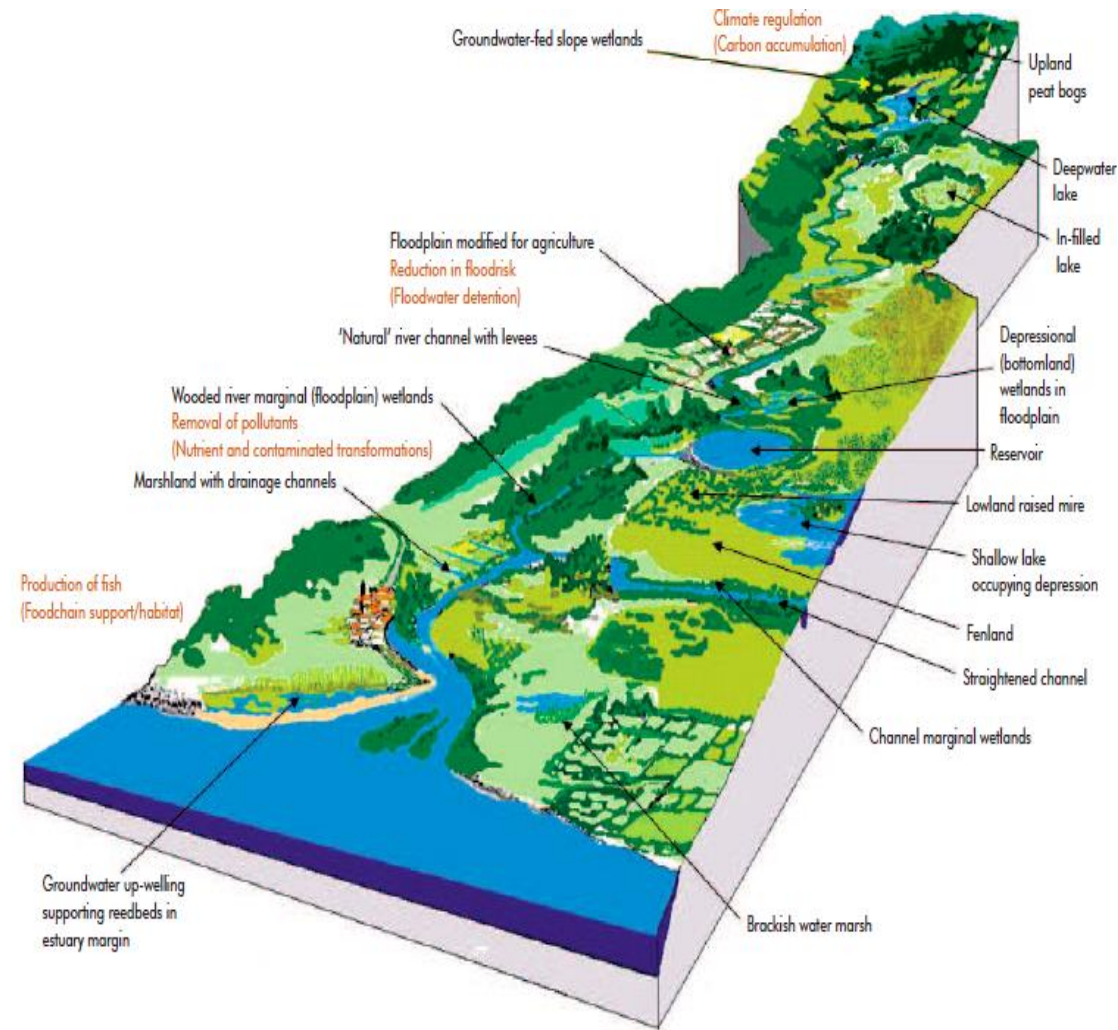 Climate regulation
(Carbon accumulation)
Groundwater-fed slope wetlands
Upland
peat bogs
Deepwater
lake
In-filled
lake
Floodplain modified for agriculture
Reduction in floodrisk
(Floodwater detention)
'Natural' river channel with levees
Depressional
(bottomland)
wetlands in
floodplain
Wooded river marginal (floodplain) wetlands
Removal of pollutants
(Nutrient and contaminated transformations)
Marshland with drainage channels
Reservoir
Lowland raised mire
Shallow lake
occupying depression
Production of fish
(Foodchain support/habitat)
Fenland
Straightened channel
Channel marginal wetlands
Groundwater up-welling
supporting reedbeds in
estuary margin
Brackish water marsh